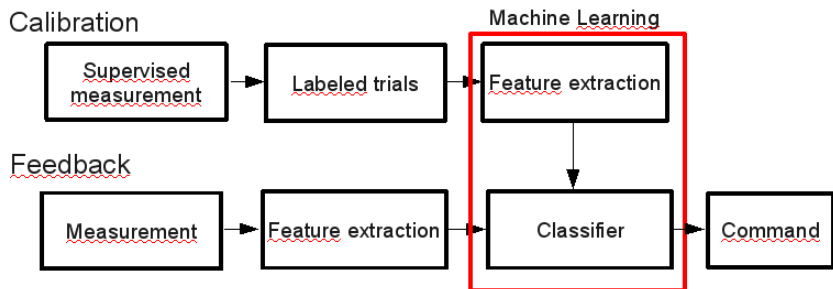 Machine Learning
Calibration
Supervised
measurement
Labeled trials
Feature extraction
Feedback
Measurement
Feature extraction
Classifier
Command